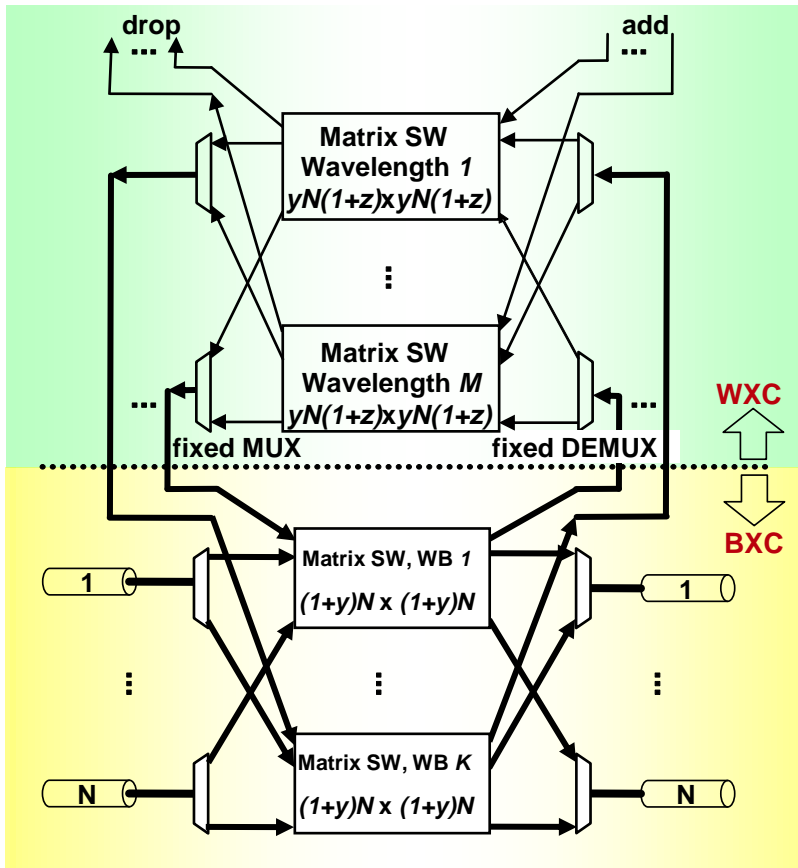 drop
add
...
...
Matrix SW
Wavelength 1
yN(1+z)xyN(1+z)
...
Matrix SW
Wavelength M
yN(1+z)xyN(1+z)
...
...
WXC
fixed MUX
fixed DEMUX
BXC
Matrix SW, WB 1
(1+y)N x (1+y)N
1
1
...
...
...
Matrix SW, WB K
(1+y)N x (1+y)N
N
N